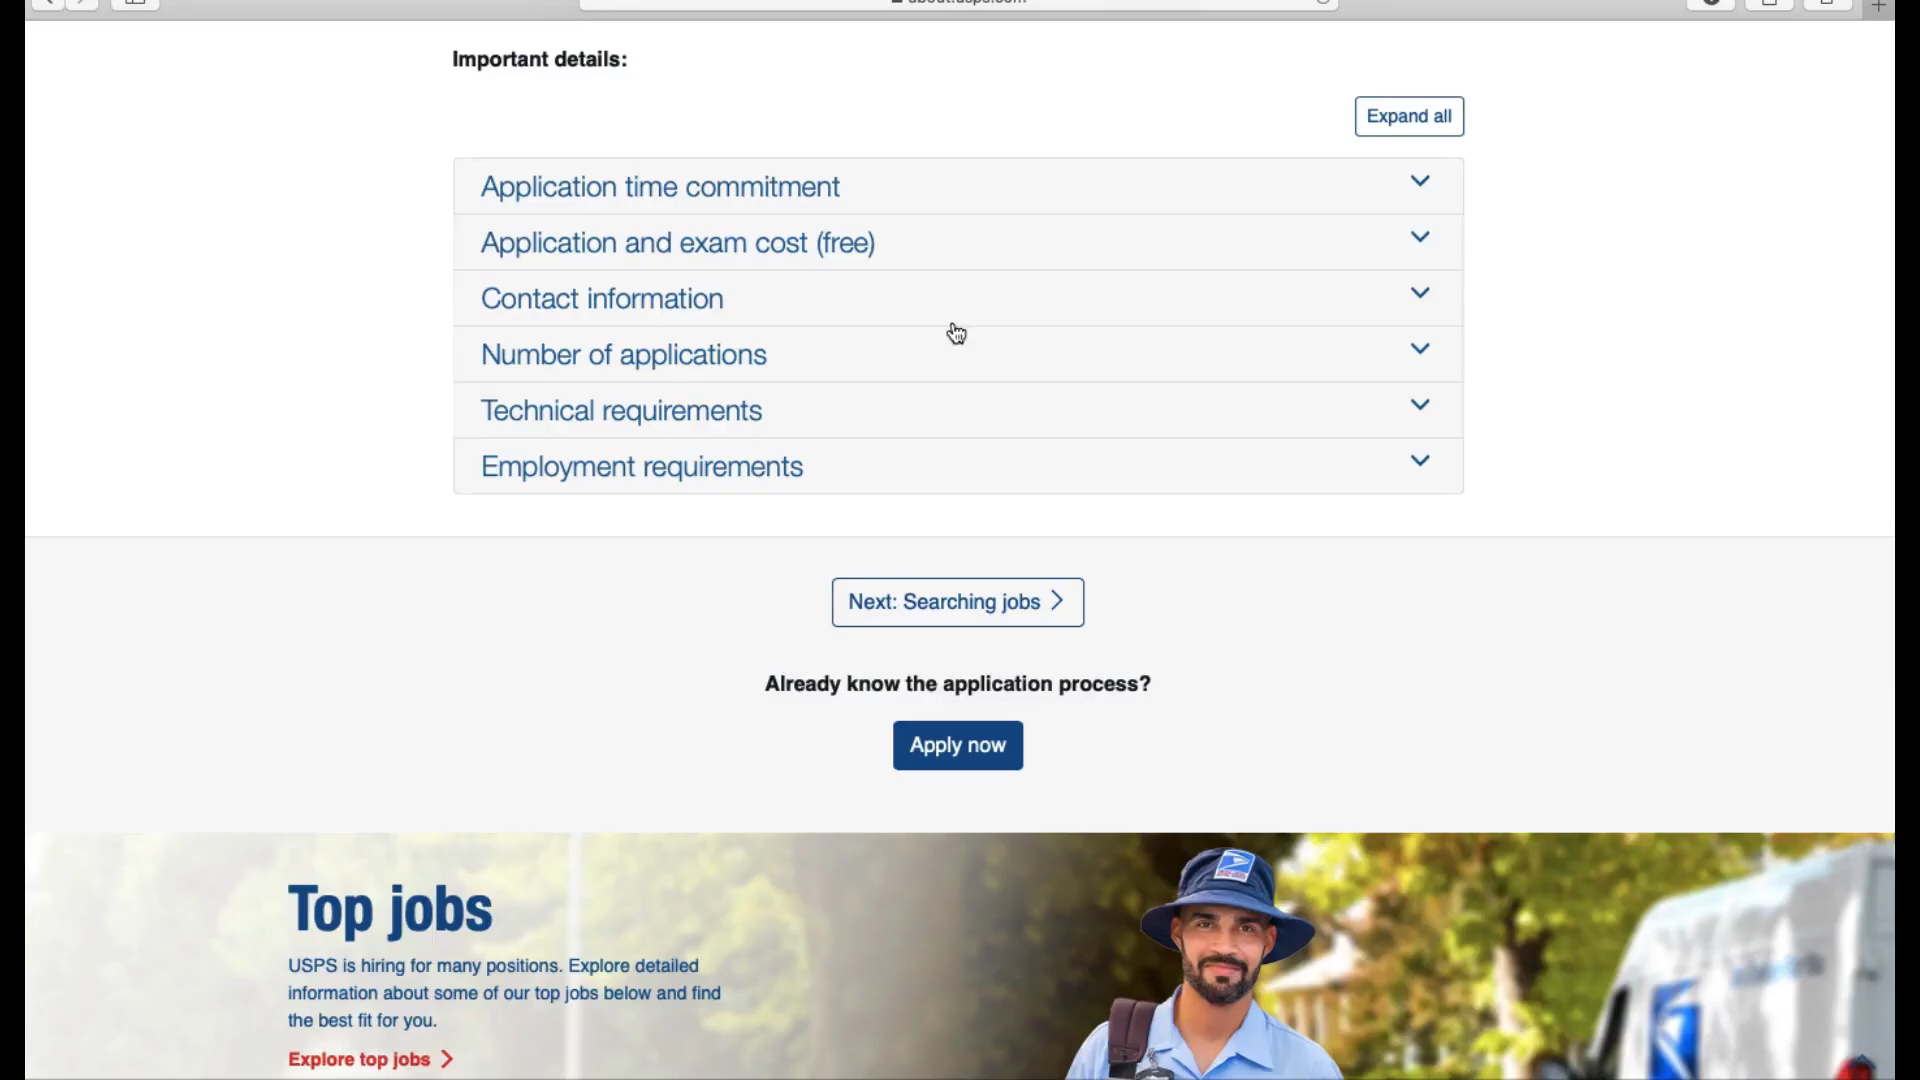 about.usps.com
Important details:
Expand all
Application time commitment
Application and exam cost (free)
Contact information
Number of applications
Technical requirements
Employment requirements
Next: Searching jobs
Already know the application process?
Apply now
Top jobs
USPS is hiring for many positions. Explore detailed
information about some of our top jobs below and find
the best fit for you.
Explore top jobs